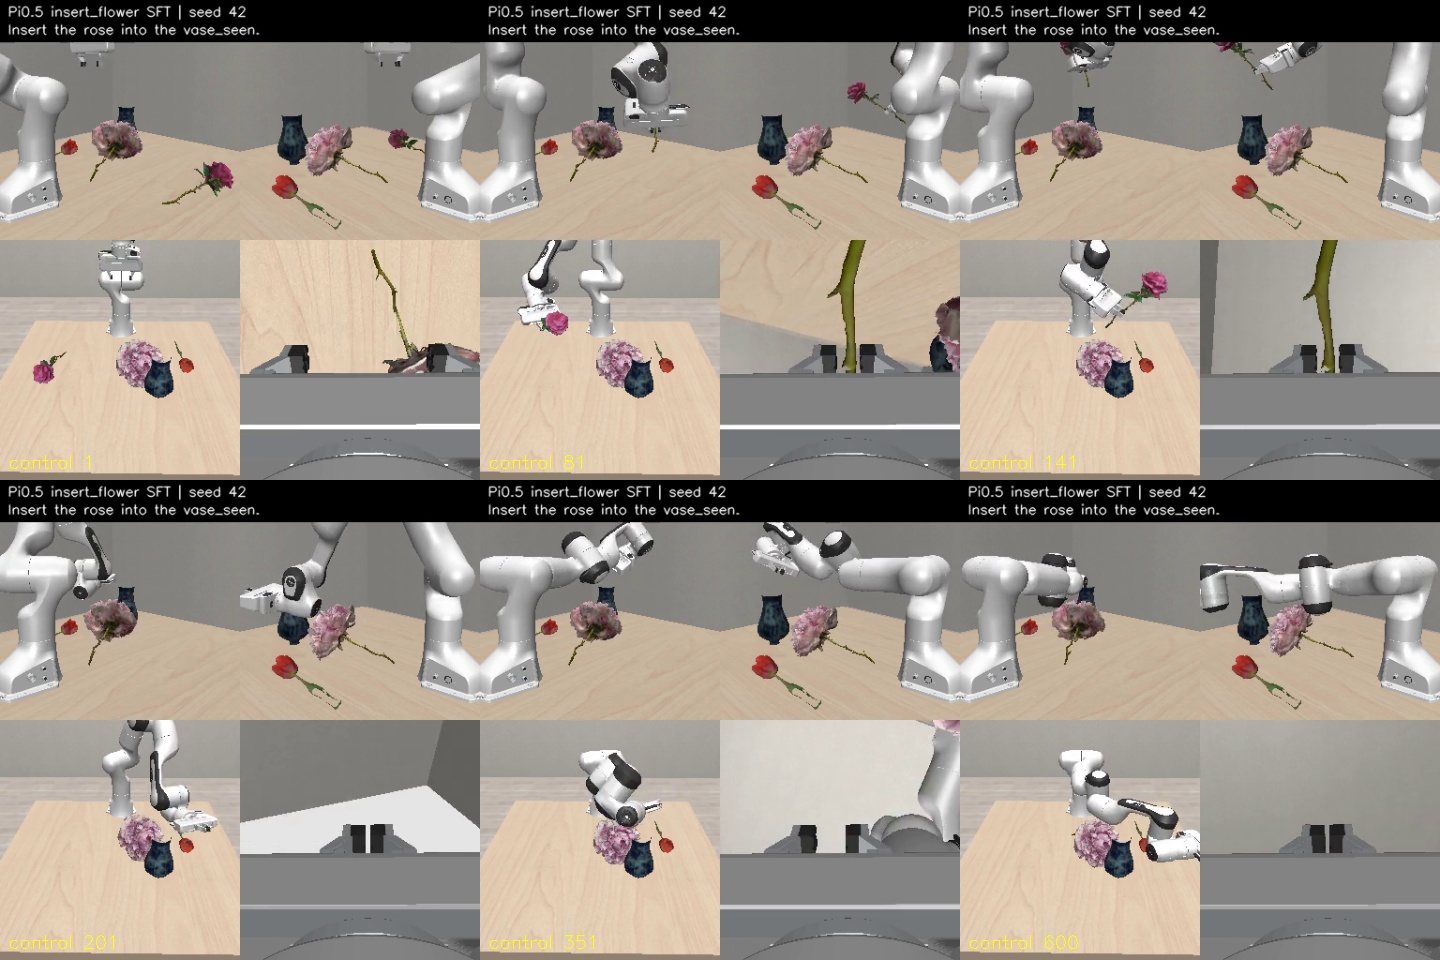 Pi0.5 insert_flower SFT | seed 42
Insert the rose into the vase_seen.
Pi0.5 insert_flower SFT | seed 42
Insert the rose into the vase_seen.
Pi0.5 insert_flower SFT | seed 42
Insert the rose into the vase_seen.
control 1
control 81
control 141
Pi0.5 insert_flower SFT | seed 42
Insert the rose into the vase_seen.
Pi0.5 insert_flower SFT | seed 42
Insert the rose into the vase_seen.
Pi0.5 insert_flower SFT | seed 42
Insert the rose into the vase_seen.
control 201
control 351
control 600